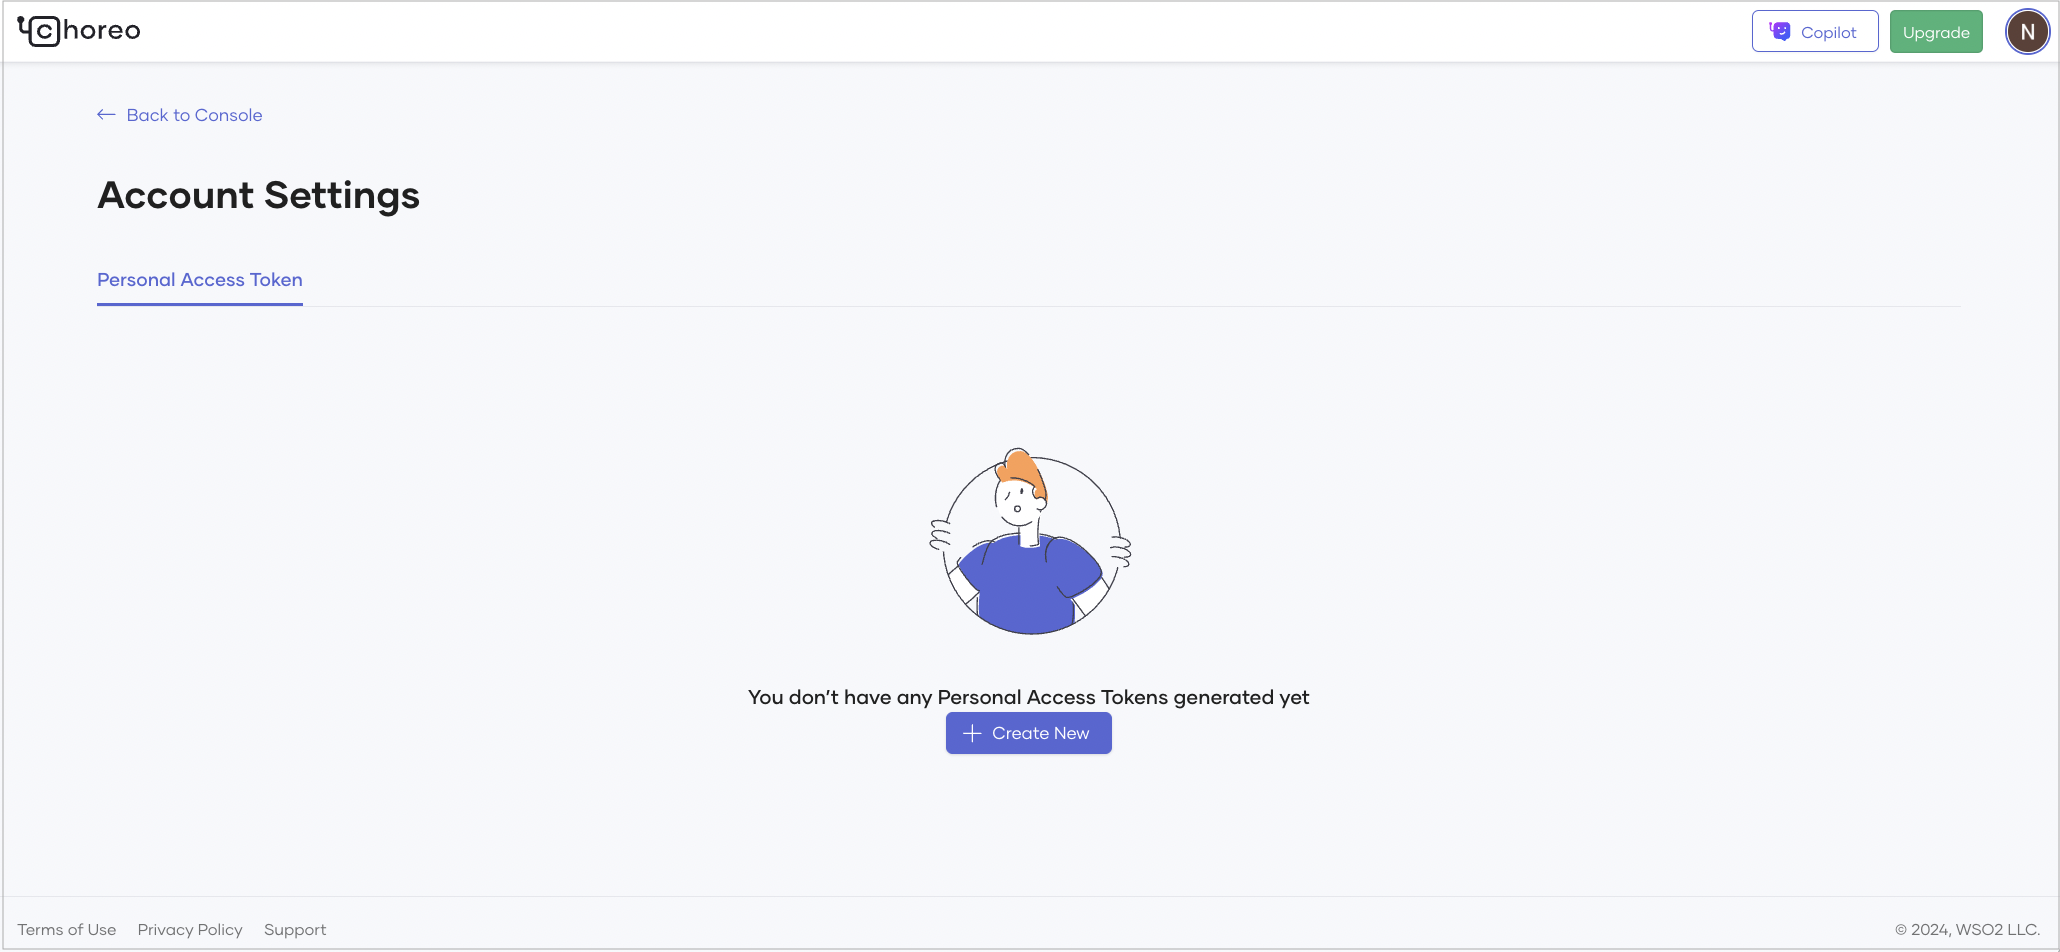 choreo
Copilot
Upgrade
N
Back to Console
Account Settings
Personal Access Token
You don't have any Personal Access Tokens generated yet
Create New
Terms of Use
Privacy Policy
Support
© 2024, WSO2 LLC.